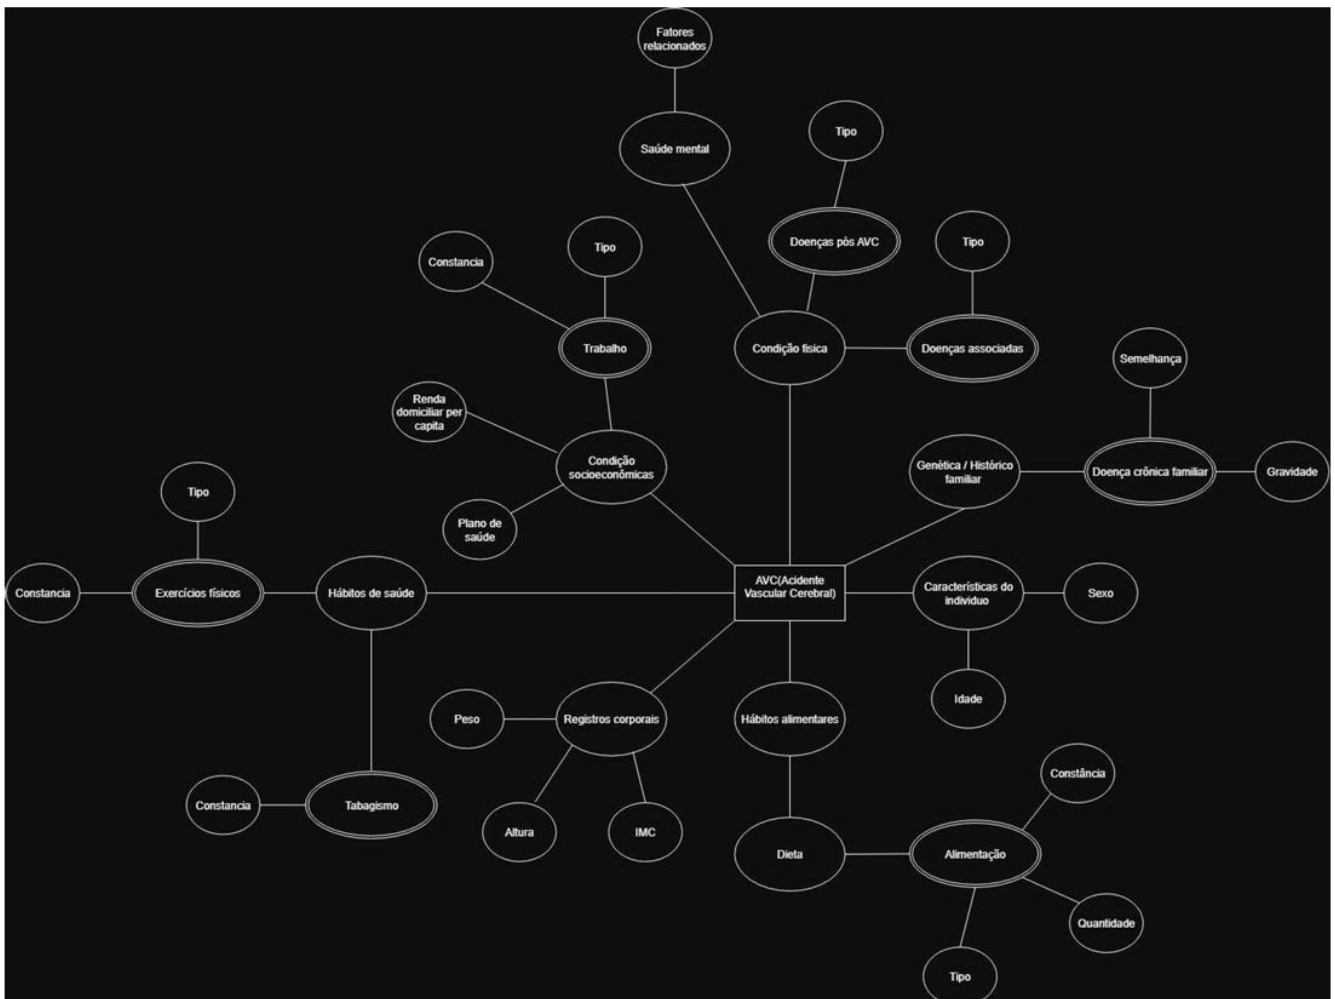 Fatores
relacionados
Saúde mental
Tipo
Doenças pós AVC
Tipo
Constancia
Tipo
Trabalho
Condição física
Doenças associadas
Semelhança
Renda
domiciliar per
capita
Condição
socioeconômicas
Genética / Histórico
familiar
Doença crônica familiar
Gravidade
Tipo
Plano de
saúde
Constancia
Exercícios físicos
Hábitos de saúde
AVC(Acidente
Vascular Cerebral)
Características do
individuo
Sexo
Idade
Peso
Registros corporais
Hábitos alimentares
Constância
Constancia
Tabagismo
Altura
IMC
Dieta
Alimentação
Quantidade
Tipo